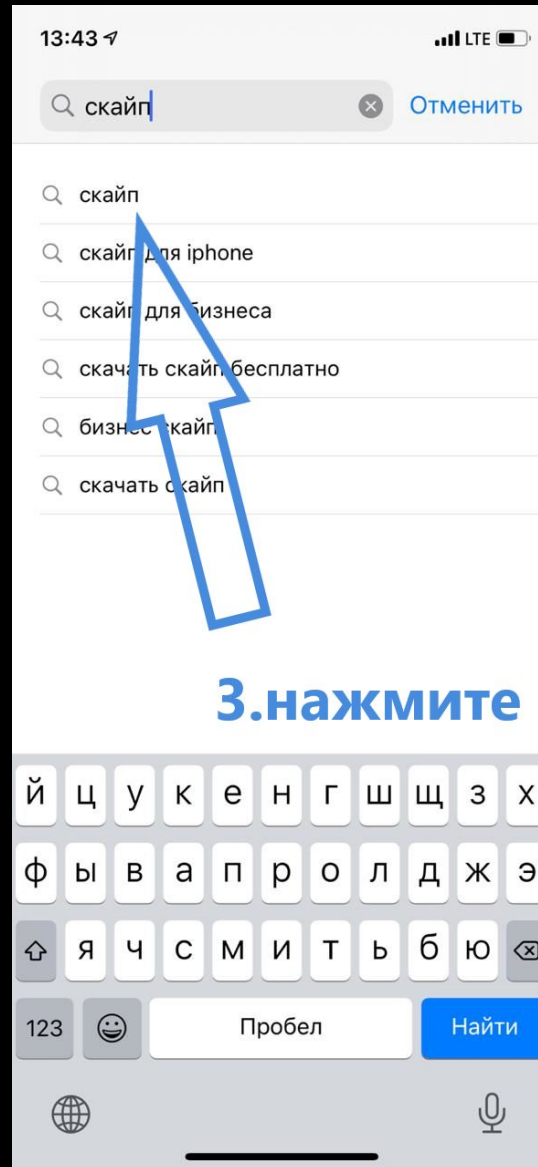 13:43 LTE
скайп Отменить
скайп
скайп для iphone
скайп для бизнеса
скачать скайп бесплатно
бизнес скайп
скачать скайп
3.нажмите
й ц у к е н г ш щ з х
ф ы в а п р о л д ж э
я ч с м и т ь б ю
123 Пробел Найти